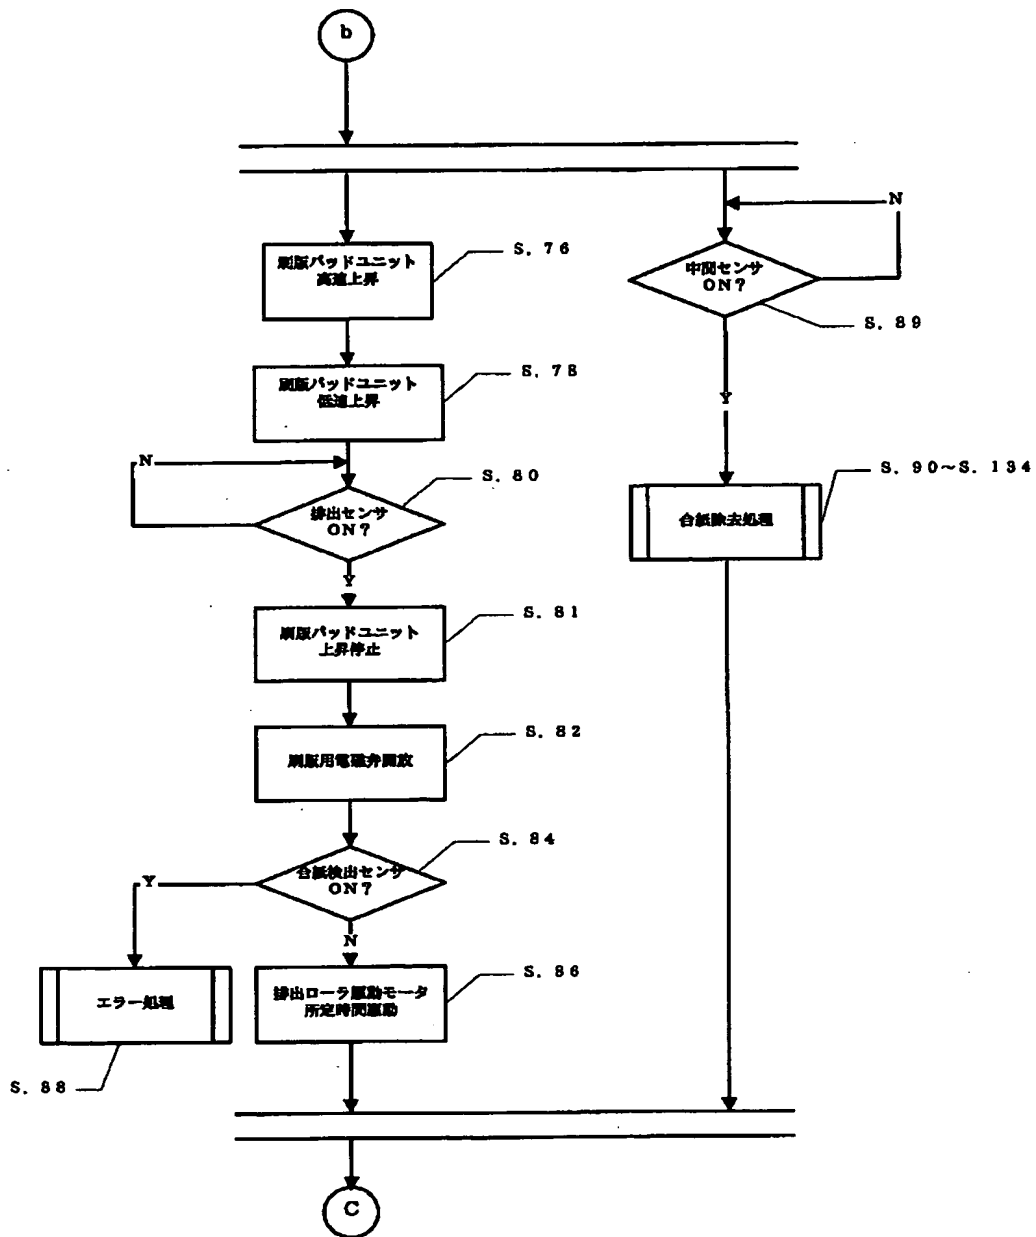 b
刷版パッドユニット
高速上昇
S. 76
N
中間センサ
ON?
S. 89
刷版パッドユニット
低速上昇
S. 78
Y
N
S. 80
排出センサ
ON?
S. 90～S. 134
台紙除去処理
Y
刷版パッドユニット
上昇停止
S. 81
刷版用電磁弁開放
S. 82
台紙検出センサ
ON?
S. 84
Y
N
エラー処理
S. 88
排出ローラ駆動モータ
所定時間駆動
S. 86
C